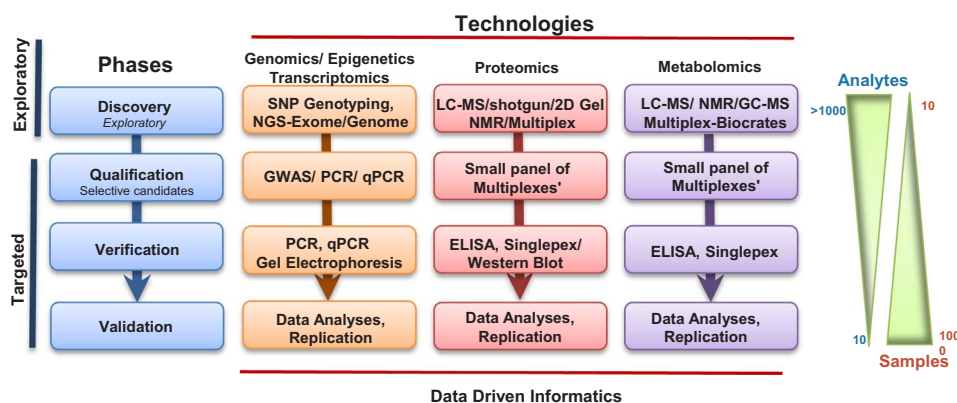 Technologies
Exploratory
Phases
Genomics/ Epigenetics
Transcriptomics
Proteomics
Metabolomics
Analytes
Discovery
Exploratory
SNP Genotyping,
NGS-Exome/Genome
LC-MS/shotgun/2D Gel
NMR/Multiplex
LC-MS/ NMR/GC-MS
Multiplex-Biocrates
>1000
10
Targeted
Qualification
Selective candidates
GWAS/ PCR/ qPCR
Small panel of
Multiplexes'
Small panel of
Multiplexes'
Verification
PCR, qPCR
Gel Electrophoresis
ELISA, Singlepex/
Western Blot
ELISA, Singlepex
Validation
Data Analyses,
Replication
Data Analyses,
Replication
Data Analyses,
Replication
10
100
0
Samples
Data Driven Informatics